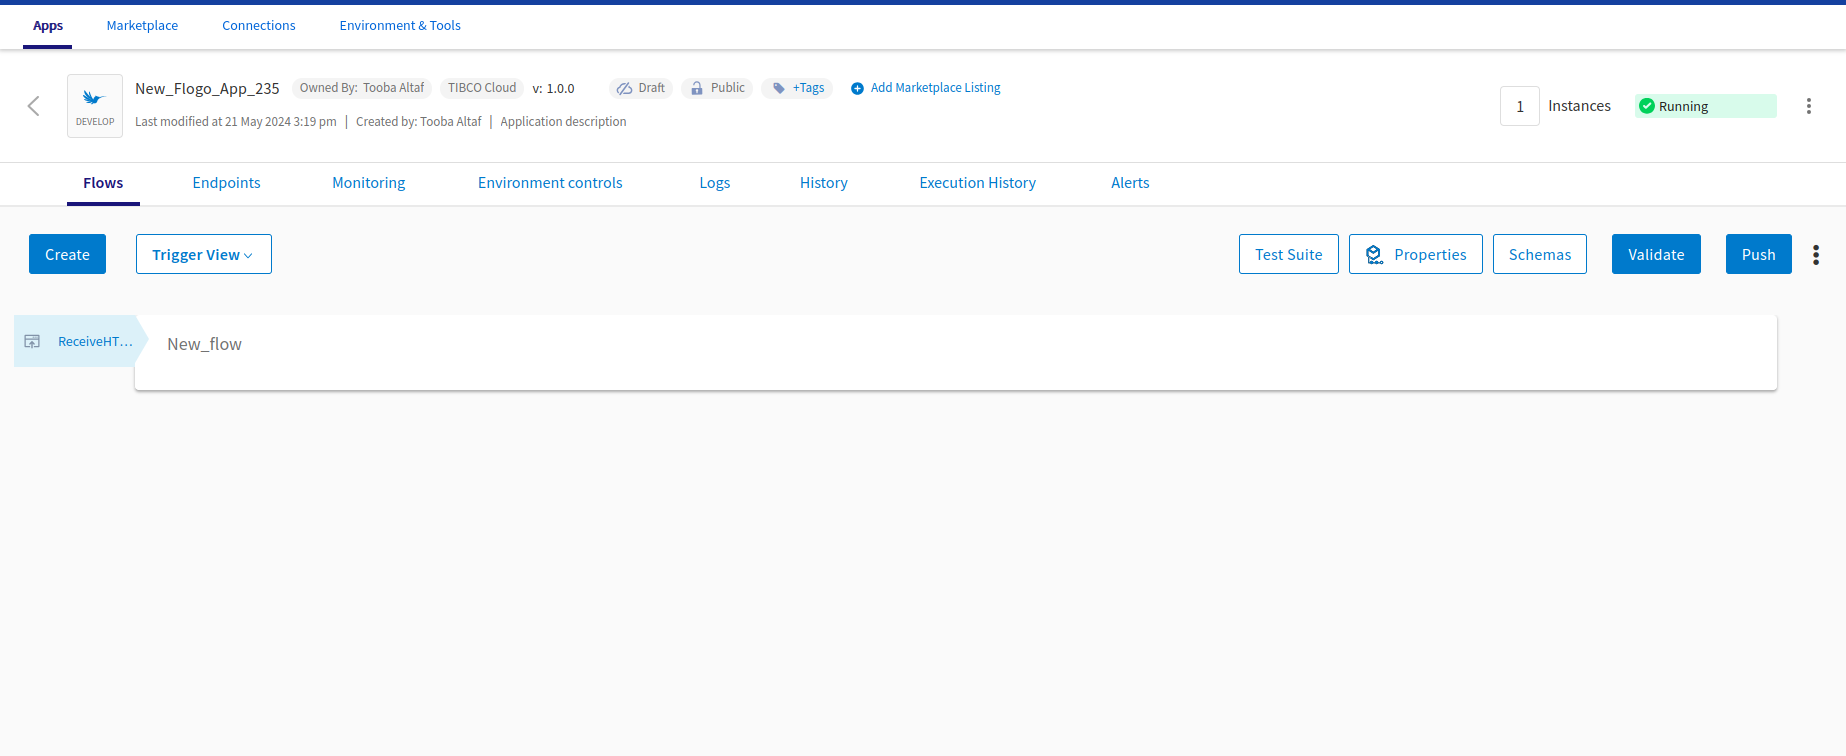 Apps Marketplace Connections Environment & Tools
New_Flogo_App_235 Owned By: Tooba Altaf TIBCO Cloud v: 1.0.0 Draft Public +Tags Add Marketplace Listing
1 Instances Running
DEVELOP
Last modified at 21 May 2024 3:19 pm | Created by: Tooba Altaf | Application description
Flows Endpoints Monitoring Environment controls Logs History Execution History Alerts
Create Trigger View Test Suite Properties Schemas Validate Push
ReceiveHT... New_flow